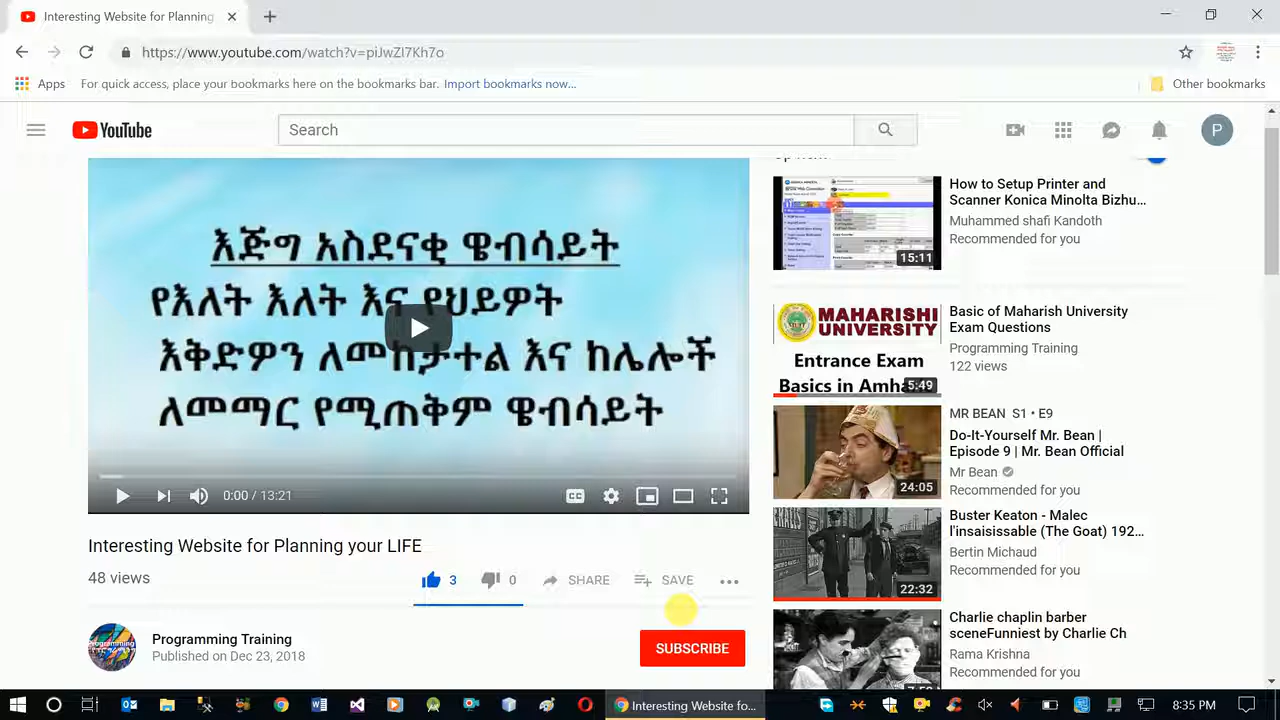 Interesting Website for Planning
https://www.youtube.com/watch?v=piJwZI7Kh7o
Apps For quick access, place your bookmarks here on the bookmarks bar. Import bookmarks now... Other bookmarks
YouTube
Search
P
እጅግ አስደናቂ ዌብሰይት
የእለት እለት እና የህይዎት
እቅድዎን ለመከታተል እና ከሌሎች
ለመማር የሚጠቅም ዌብሳይት
0:00 / 13:21
Interesting Website for Planning your LIFE
48 views
3 0 SHARE SAVE
Programming Training
Published on Dec 23, 2018
SUBSCRIBE
15:11
How to Setup Printer and
Scanner Konica Minolta Bizhu...
Muhammed shafi Kandoth
Recommended for you
MAHARISHI
UNIVERSITY
Entrance Exam
Basics in Amha
5:49
Basic of Maharish University
Exam Questions
Programming Training
122 views
24:05
MR BEAN S1 • E9
Do-It-Yourself Mr. Bean |
Episode 9 | Mr. Bean Official
Mr Bean
Recommended for you
22:32
Buster Keaton - Malec
l'insaisissable (The Goat) 192...
Bertin Michaud
Recommended for you
Charlie chaplin barber
sceneFunniest by Charlie Ch
Rama Krishna
Recommended for you
Interesting Website fo...
8:35 PM